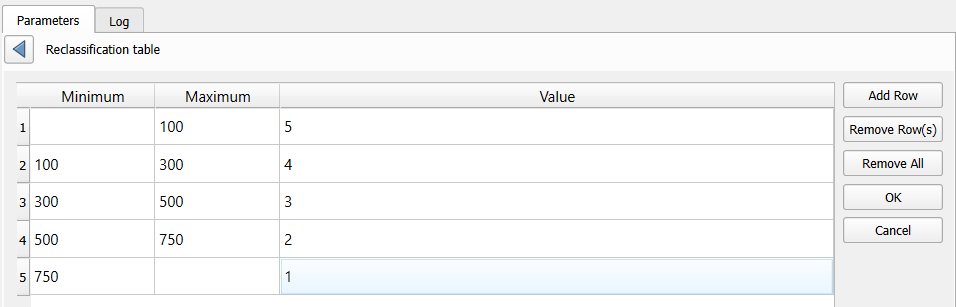 Parameters Log
Reclassification table
Minimum Maximum Value
1 100 5
2 100 300 4
3 300 500 3
4 500 750 2
5 750 1
Add Row
Remove Row(s)
Remove All
OK
Cancel